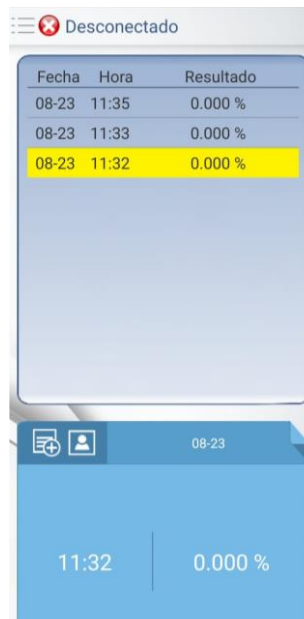 Desconectado
Fecha Hora Resultado
08-23 11:35 0.000 %
08-23 11:33 0.000 %
08-23 11:32 0.000 %
08-23
11:32 0.000 %